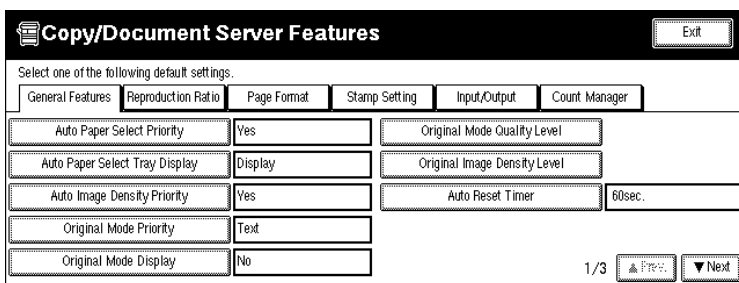 Copy/Document Server Features
Exit
Select one of the following default settings.
General Features Reproduction Ratio Page Format Stamp Setting Input/Output Count Manager
Auto Paper Select Priority Yes Original Mode Quality Level
Auto Paper Select Tray Display Display Original Image Density Level
Auto Image Density Priority Yes Auto Reset Timer 60sec.
Original Mode Priority Text
Original Mode Display No
1/3 ▲Prev. ▼Next